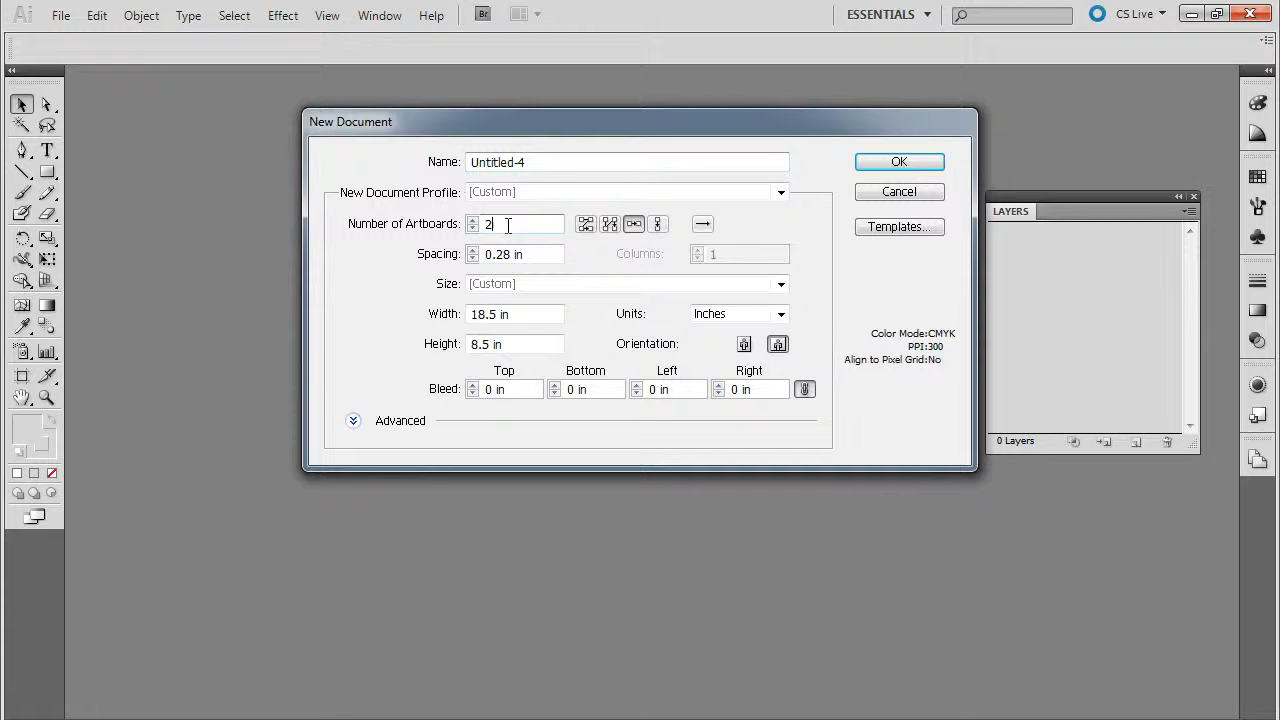 Ai File Edit Object Type Select Effect View Window Help Br ESSENTIALS CS Live
New Document
Name: Untitled-4 OK
New Document Profile: [Custom] Cancel
Number of Artboards: 2 Templates...
Spacing: 0.28 in Columns: 1
Size: [Custom]
Width: 18.5 in Units: Inches
Height: 8.5 in Orientation:
Color Mode:CMYK
PPI:300
Align to Pixel Grid:No
Top Bottom Left Right
Bleed: 0 in 0 in 0 in 0 in
Advanced
LAYERS
0 Layers
T